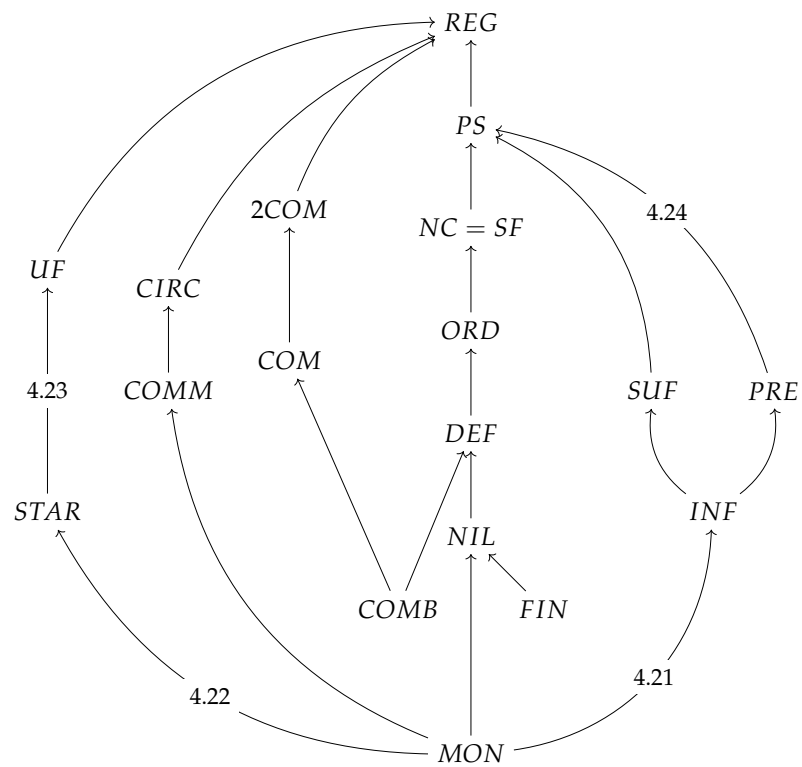 REG
PS
4.24
2COM
NC = SF
UF
CIRC
ORD
COM
4.23
COMM
SUF
PRE
DEF
STAR
INF
NIL
COMB
FIN
4.21
4.22
MON